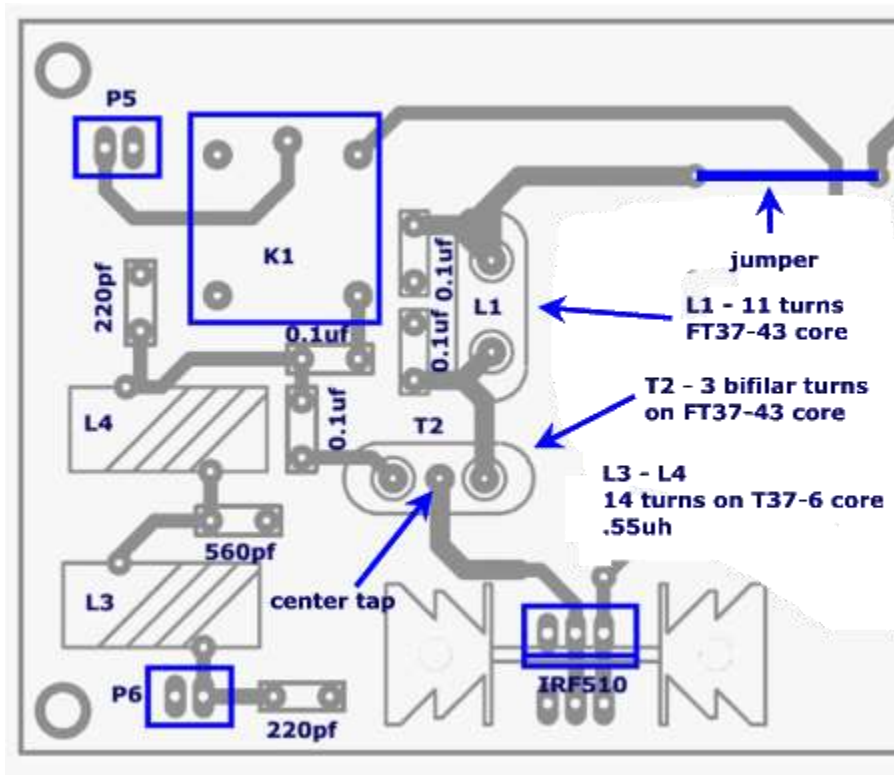 P5
K1
220pf
0.1uf
0.1uf
L1
0.1uf
0.1uf
L4
T2
jumper
L1 - 11 turns
FT37-43 core
T2 - 3 bifilar turns
on FT37-43 core
L3 - L4
14 turns on T37-6 core
.55uh
560pf
L3
center tap
P6
IRF510
220pf